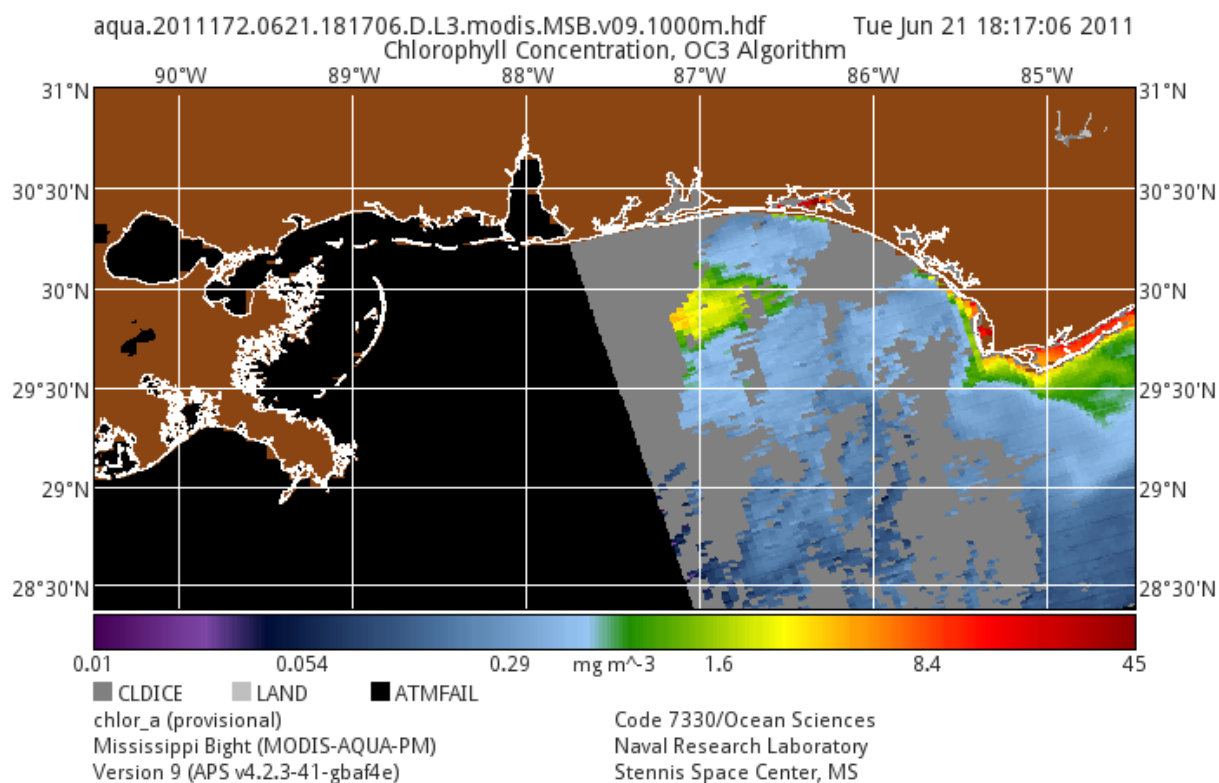 aqua.2011172.0621.181706.D.L3.modis.MSB.v09.1000m.hdf Tue Jun 21 18:17:06 2011
Chlorophyll Concentration, OC3 Algorithm
90°W 89°W 88°W 87°W 86°W 85°W
31°N 31°N
30°30'N 30°30'N
30°N 30°N
29°30'N 29°30'N
29°N 29°N
28°30'N 28°30'N
0.01 0.054 0.29 mg m^-3 1.6 8.4 45
CLDICE LAND ATMFAIL
chlor_a (provisional) Code 7330/Ocean Sciences
Mississippi Bight (MODIS-AQUA-PM) Naval Research Laboratory
Version 9 (APS v4.2.3-41-gbaf4e) Stennis Space Center, MS